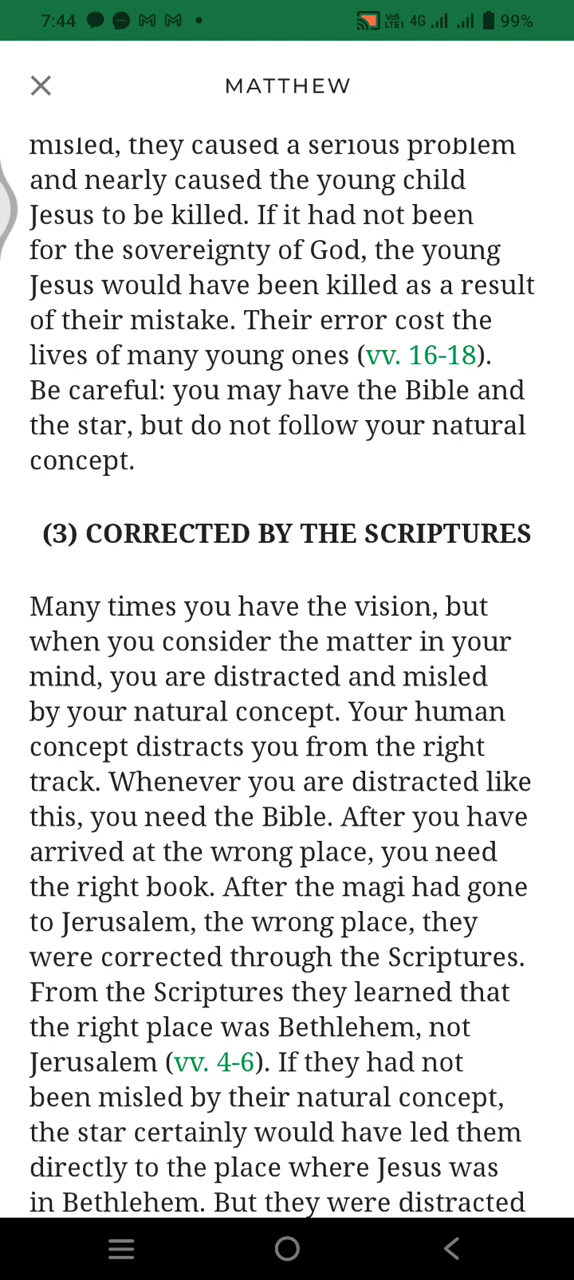 7:44
Vo) LTE1 4G 99%
MATTHEW
misled, they caused a serious problem
and nearly caused the young child
Jesus to be killed. If it had not been
for the sovereignty of God, the young
Jesus would have been killed as a result
of their mistake. Their error cost the
lives of many young ones (vv. 16-18).
Be careful: you may have the Bible and
the star, but do not follow your natural
concept.
(3) CORRECTED BY THE SCRIPTURES
Many times you have the vision, but
when you consider the matter in your
mind, you are distracted and misled
by your natural concept. Your human
concept distracts you from the right
track. Whenever you are distracted like
this, you need the Bible. After you have
arrived at the wrong place, you need
the right book. After the magi had gone
to Jerusalem, the wrong place, they
were corrected through the Scriptures.
From the Scriptures they learned that
the right place was Bethlehem, not
Jerusalem (vv. 4-6). If they had not
been misled by their natural concept,
the star certainly would have led them
directly to the place where Jesus was
in Bethlehem. But they were distracted